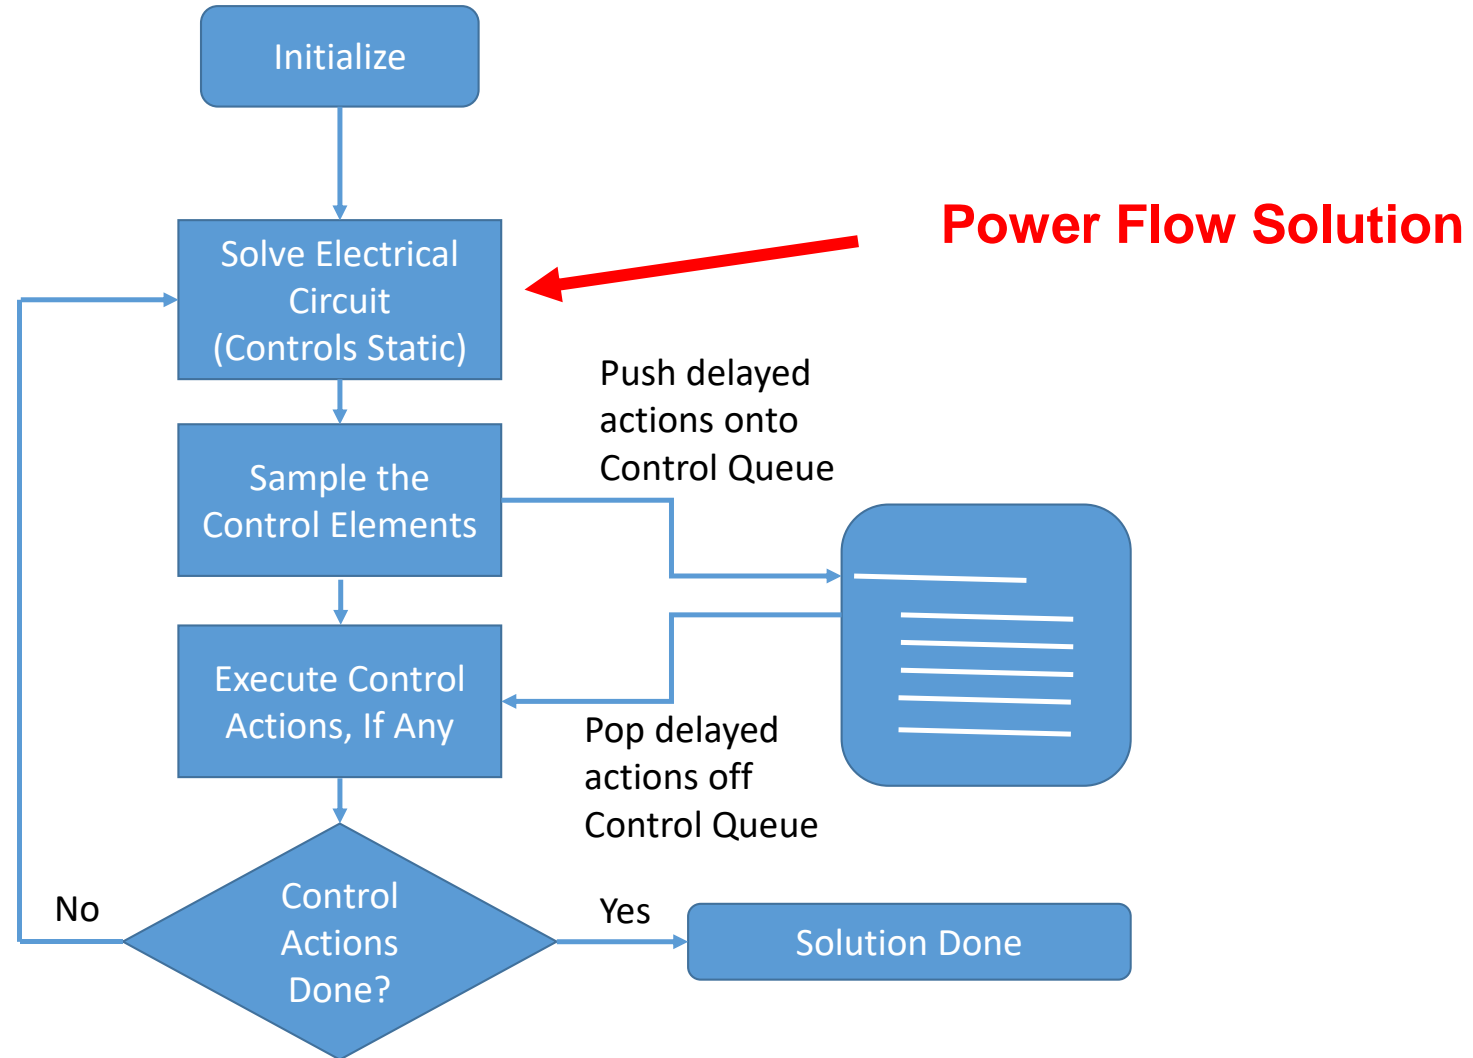 Initialize
Power Flow Solution
Solve Electrical
Circuit
(Controls Static)
Push delayed
actions onto
Control Queue
Sample the
Control Elements
Execute Control
Actions, If Any
Pop delayed
actions off
Control Queue
No
Control
Actions
Done?
Yes
Solution Done